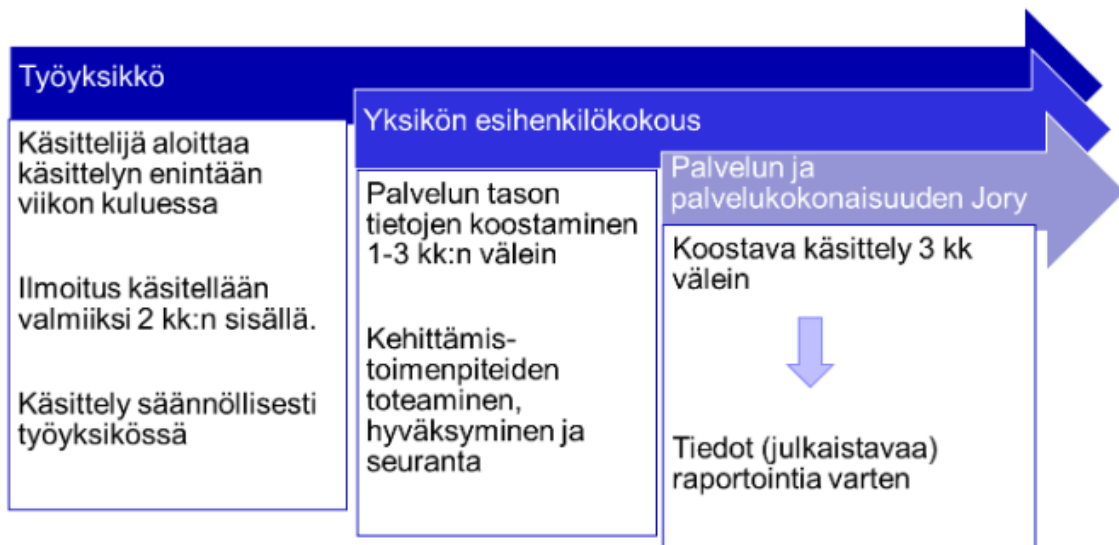 Työyksikkö
Käsittelijä aloittaa
käsittelyn enintään
viikon kuluessa
Ilmoitus käsitellään
valmiiksi 2 kk:n sisällä.
Käsittely säännöllisesti
työyksikössä
Yksikön esihenkilökokous
Palvelun tason
tietojen koostaminen
1-3 kk:n välein
Kehittämis-
toimenpiteiden
toteaminen,
hyväksyminen ja
seuranta
Palvelun ja
palvelukokonaisuuden Jory
Koostava käsittely 3 kk
välein
Tiedot (julkaistavaa)
raportointia varten